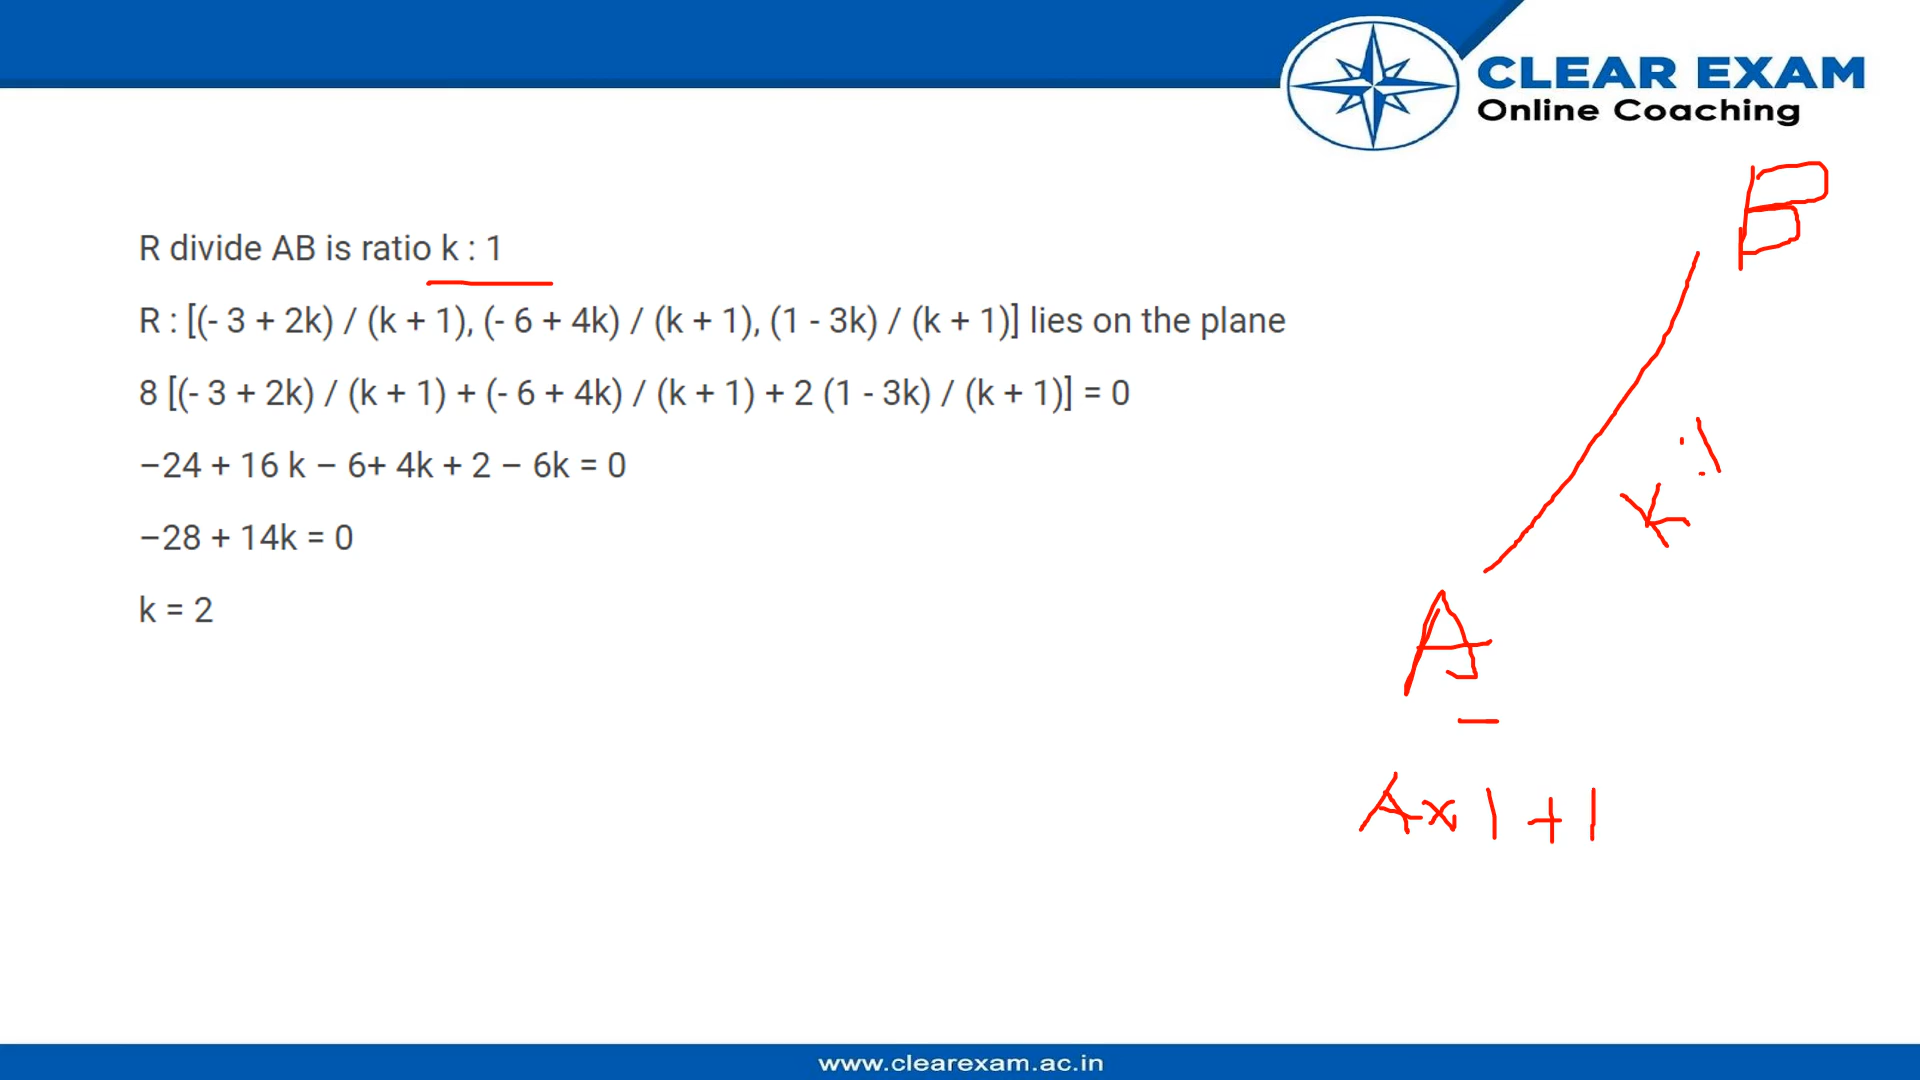 CLEAR EXAM
Online Coaching
R divide AB is ratio k : 1
R : [(- 3 + 2k) / (k + 1), (- 6 + 4k) / (k + 1), (1 - 3k) / (k + 1)] lies on the plane
8 [(- 3 + 2k) / (k + 1) + (- 6 + 4k) / (k + 1) + 2 (1 - 3k) / (k + 1)] = 0
−24 + 16 k − 6+ 4k + 2 − 6k = 0
−28 + 14k = 0
k = 2
B
K : 1
A
A x 1 + 1
www.clearexam.ac.in